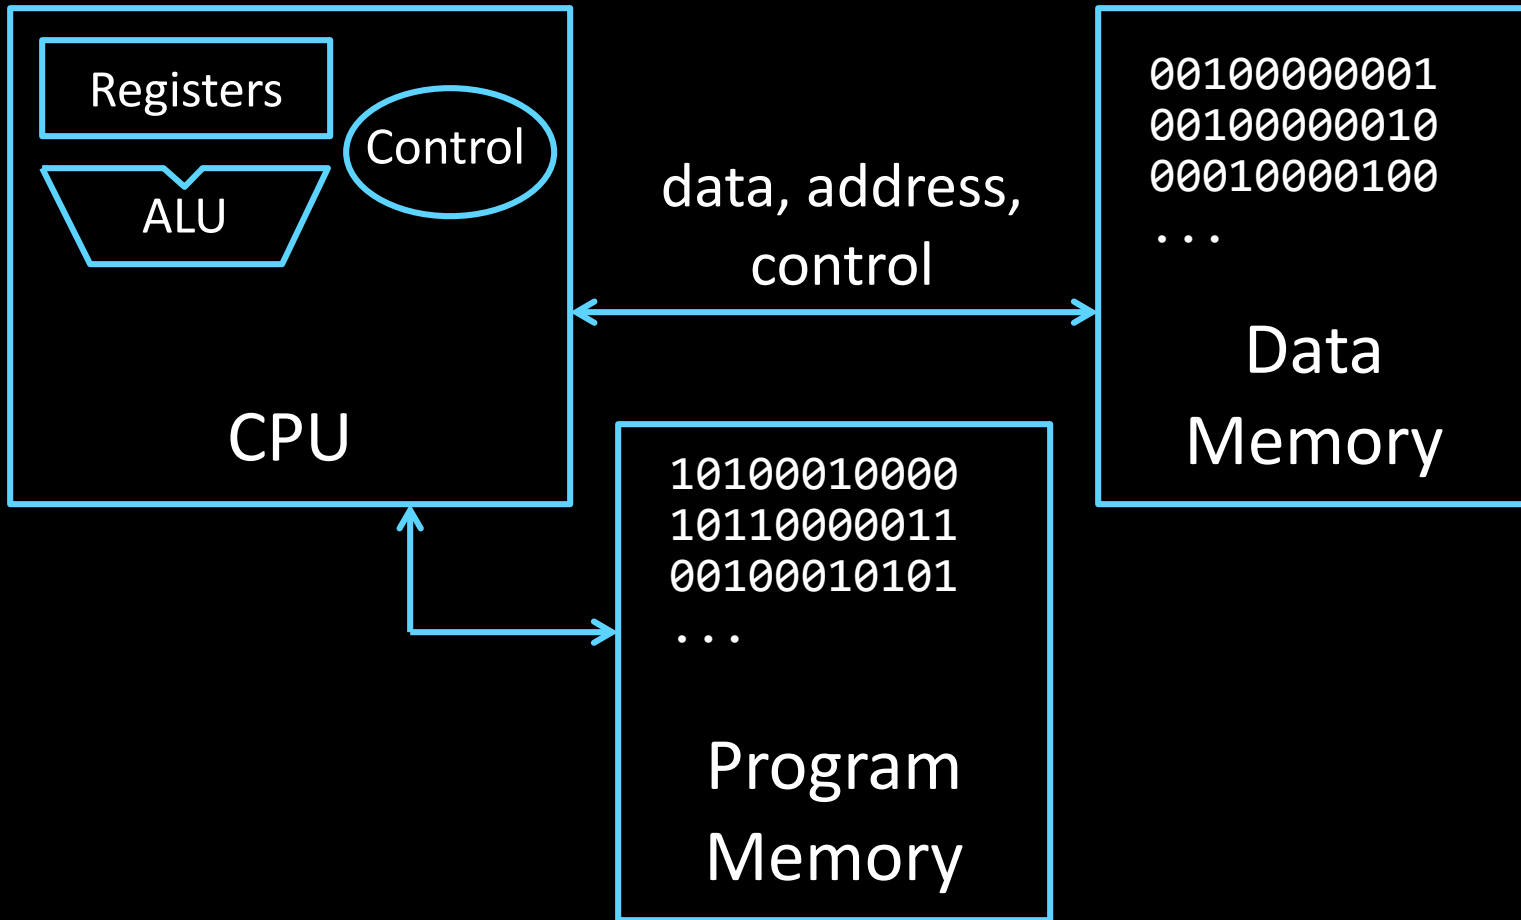 Registers
Control
ALU
CPU
data, address,
control
00100000001
00100000010
00010000100
...
Data
Memory
10100010000
10110000011
00100010101
...
Program
Memory